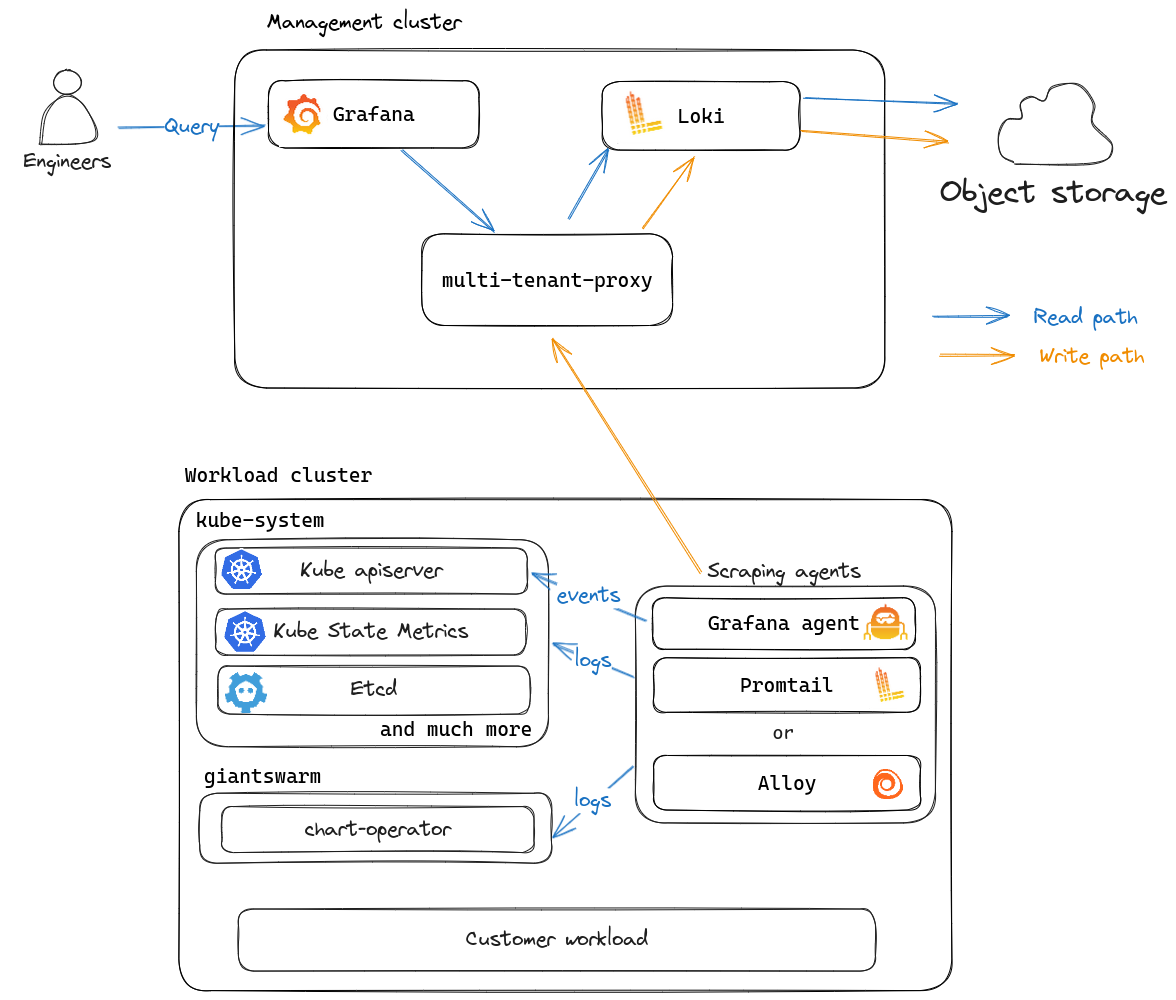 Management cluster
Grafana
Loki
Query
Engineers
Object storage
multi-tenant-proxy
Read path
Write path
Workload cluster
kube-system
Kube apiserver
Scraping agents
events
Grafana agent
Kube State Metrics
logs
Etcd
Promtail
and much more
or
giantswarm
Alloy
logs
chart-operator
Customer workload